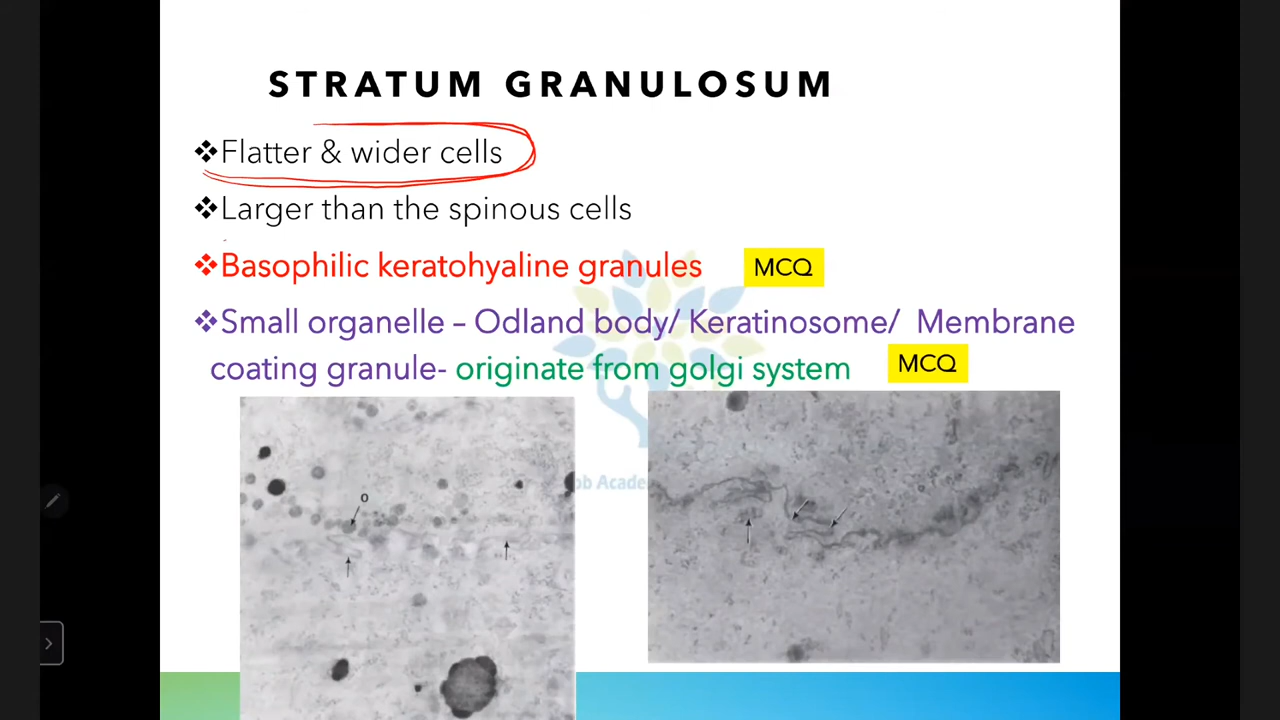 STRATUM GRANULOSUM
❖Flatter & wider cells
❖Larger than the spinous cells
❖Basophilic keratohyaline granules MCQ
❖Small organelle – Odland body/ Keratinosome/ Membrane
coating granule- originate from golgi system MCQ
O